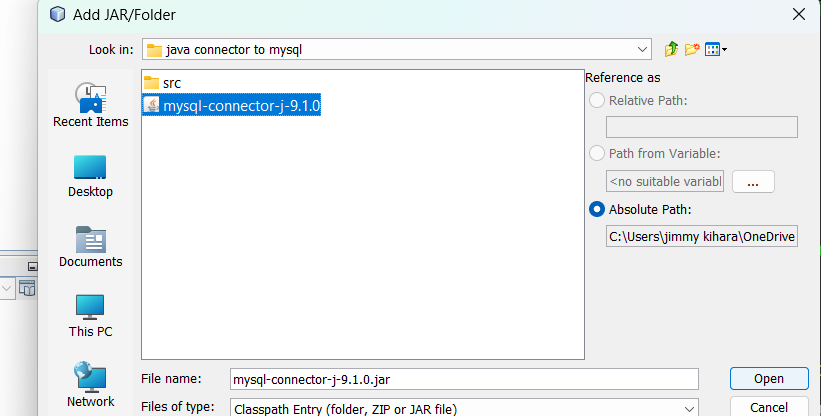 Add JAR/Folder
Look in:
java connector to mysql
Recent Items
Desktop
Documents
This PC
Network
src
mysql-connector-j-9.1.0
Reference as
Relative Path:
Path from Variable:
<no suitable variabl
...
Absolute Path:
C:\Users\jimmy kihara\OneDrive
File name:
mysql-connector-j-9.1.0.jar
Open
Files of type:
Classpath Entry (folder, ZIP or JAR file)
Cancel